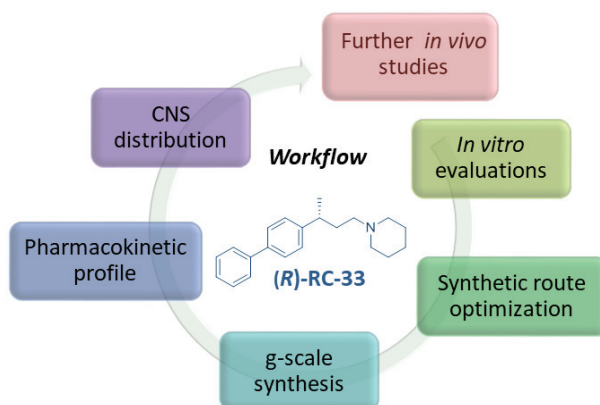 Further in vivo
studies
CNS
distribution
Workflow
In vitro
evaluations
N
Pharmacokinetic
profile
(R)-RC-33
Synthetic route
optimization
g-scale
synthesis